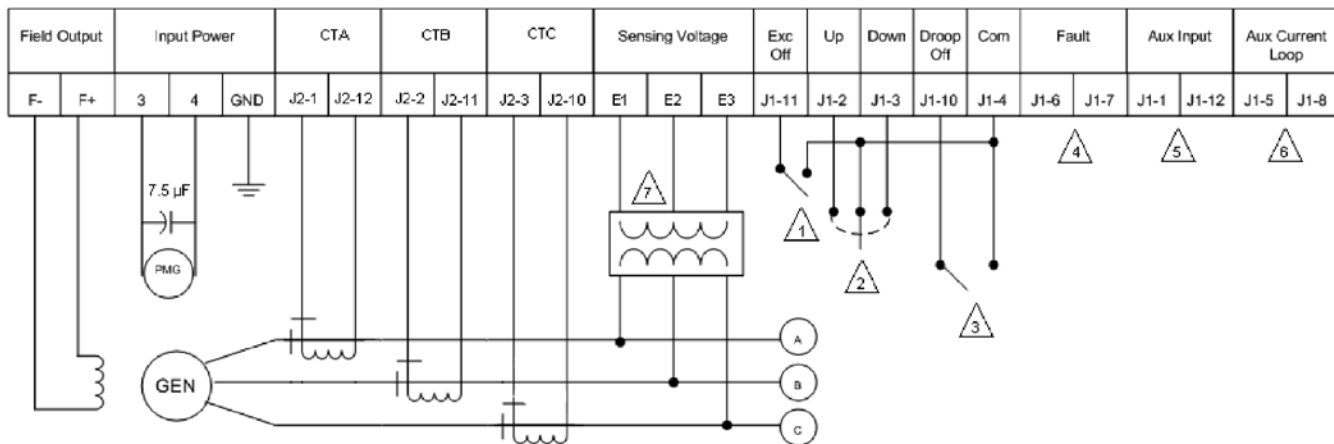 Field Output Input Power CTA CTB CTC Sensing Voltage Exc Off Up Down Droop Off Com Fault Aux Input Aux Current Loop
F- F+ 3 4 GND J2-1 J2-12 J2-2 J2-11 J2-3 J2-10 E1 E2 E3 J1-11 J1-2 J1-3 J1-10 J1-4 J1-6 J1-7 J1-1 J1-12 J1-5 J1-8
4 5 6
7.5 µF 7
1
PMG 2
3
A
GEN B
C